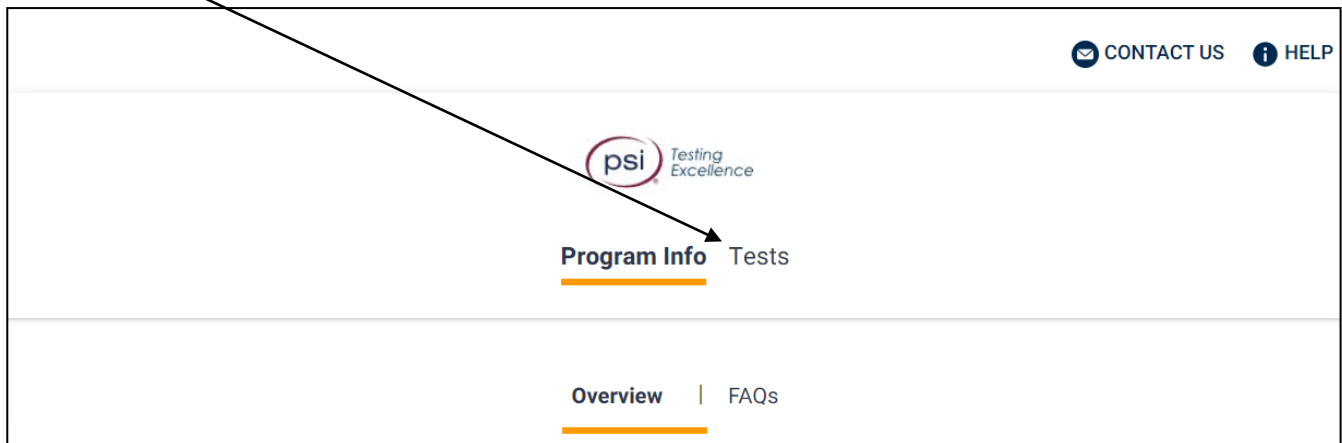 CONTACT US HELP
psi Testing
Excellence
Program Info Tests
Overview | FAQs